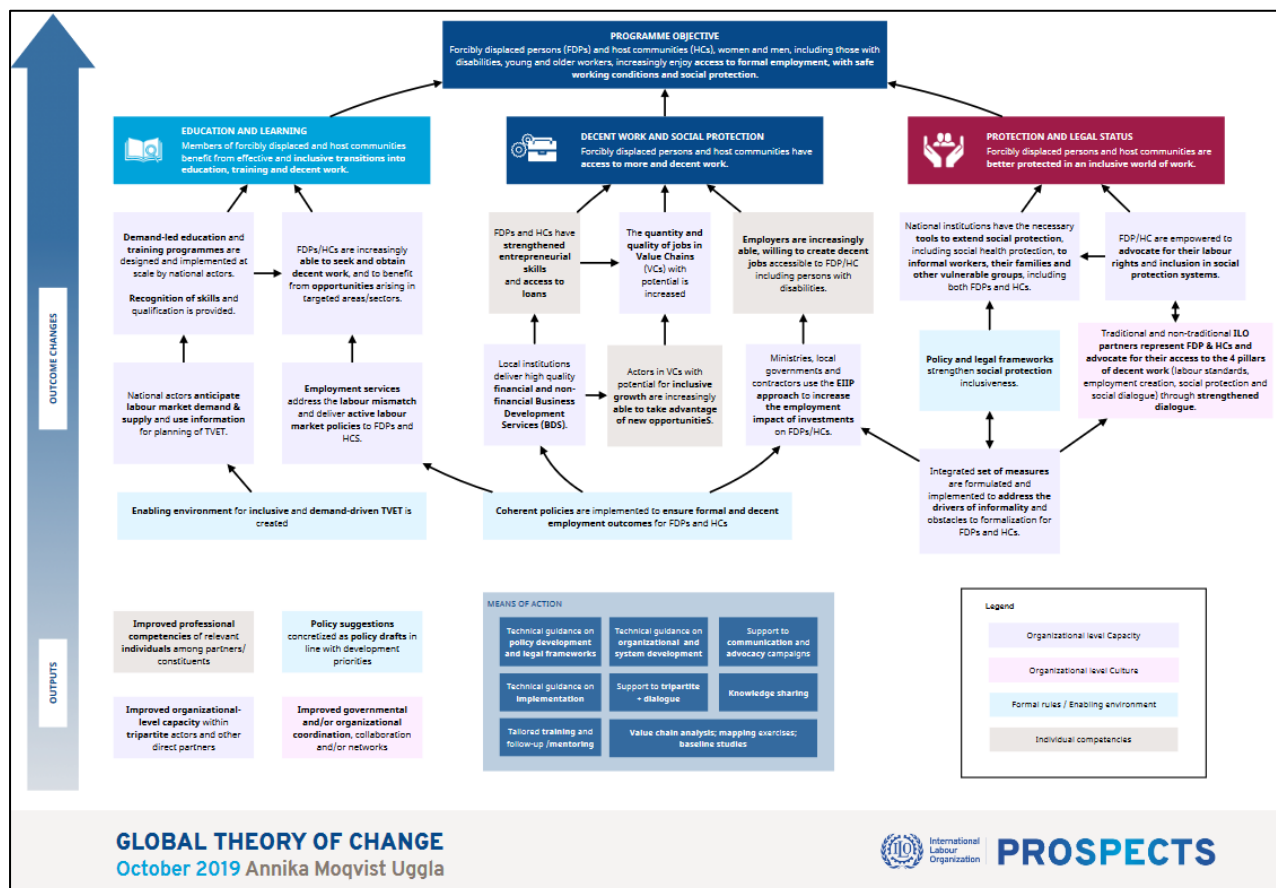 PROGRAMME OBJECTIVE
Forcibly displaced persons (FDPs) and host communities (HCs), women and men, including those with
disabilities, young and older workers, increasingly enjoy access to formal employment, with safe
working conditions and social protection.
EDUCATION AND LEARNING
Members of forcibly displaced and host communities
benefit from effective and inclusive transitions into
education, training and decent work.
DECENT WORK AND SOCIAL PROTECTION
Forcibly displaced persons and host communities have
access to more and decent work.
PROTECTION AND LEGAL STATUS
Forcibly displaced persons and host communities are
better protected in an inclusive world of work.
OUTCOME CHANGES
Demand-led education and
training programmes are
designed and implemented at
scale by national actors.
Recognition of skills and
qualification is provided.
FDPs/HCs are increasingly
able to seek and obtain
decent work, and to benefit
from opportunities arising in
targeted areas/sectors.
FDPs and HCs have
strengthened
entrepreneurial
skills
and access to
loans
The quantity and
quality of jobs in
Value Chains
(VCs) with
potential is
increased
Employers are increasingly
able, willing to create decent
jobs accessible to FDP/HC
including persons with
disabilities.
National institutions have the necessary
tools to extend social protection,
including social health protection, to
informal workers, their families and
other vulnerable groups, including
both FDPs and HCs.
FDP/HC are empowered to
advocate for their labour
rights and inclusion in social
protection systems.
National actors anticipate
labour market demand &
supply and use information
for planning of TVET.
Employment services
address the labour mismatch
and deliver active labour
market policies to FDPs and
HCS.
Local institutions
deliver high quality
financial and non-
financial Business
Development
Services (BDS).
Actors in VCs with
potential for inclusive
growth are increasingly
able to take advantage
of new opportunitieS.
Ministries, local
governments and
contractors use the EIIP
approach to increase the
employment
impact of investments
on FDPs/HCs.
Policy and legal frameworks
strengthen social protection
inclusiveness.
Traditional and non-traditional ILO
partners represent FDP & HCs and
advocate for their access to the 4 pillars
of decent work (labour standards,
employment creation, social protection and
social dialogue) through strengthened
dialogue.
Enabling environment for inclusive and demand-driven TVET is
created
Coherent policies are implemented to ensure formal and decent
employment outcomes for FDPs and HCs
Integrated set of measures
are formulated and
implemented to address the
drivers of informality and
obstacles to formalization for
FDPs and HCs.
OUTPUTS
Improved professional
competencies of relevant
individuals among partners/
constituents
Policy suggestions
concretized as policy drafts in
line with development
priorities
Improved organizational-
level capacity within
tripartite actors and other
direct partners
Improved governmental
and/or organizational
coordination, collaboration
and/or networks
MEANS OF ACTION
Technical guidance on
policy development
and legal frameworks
Technical guidance on
organizational and
system development
Support to
communication and
advocacy campaigns
Technical guidance on
implementation
Support to tripartite
+ dialogue
Knowledge sharing
Tailored training and
follow-up /mentoring
Value chain analysis; mapping exercises;
baseline studies
Legend
Organizational level Capacity
Organizational level Culture
Formal rules / Enabling environment
Individual competencies
GLOBAL THEORY OF CHANGE
October 2019 Annika Moqvist Uggla
ILO
International
Labour
Organization
PROSPECTS